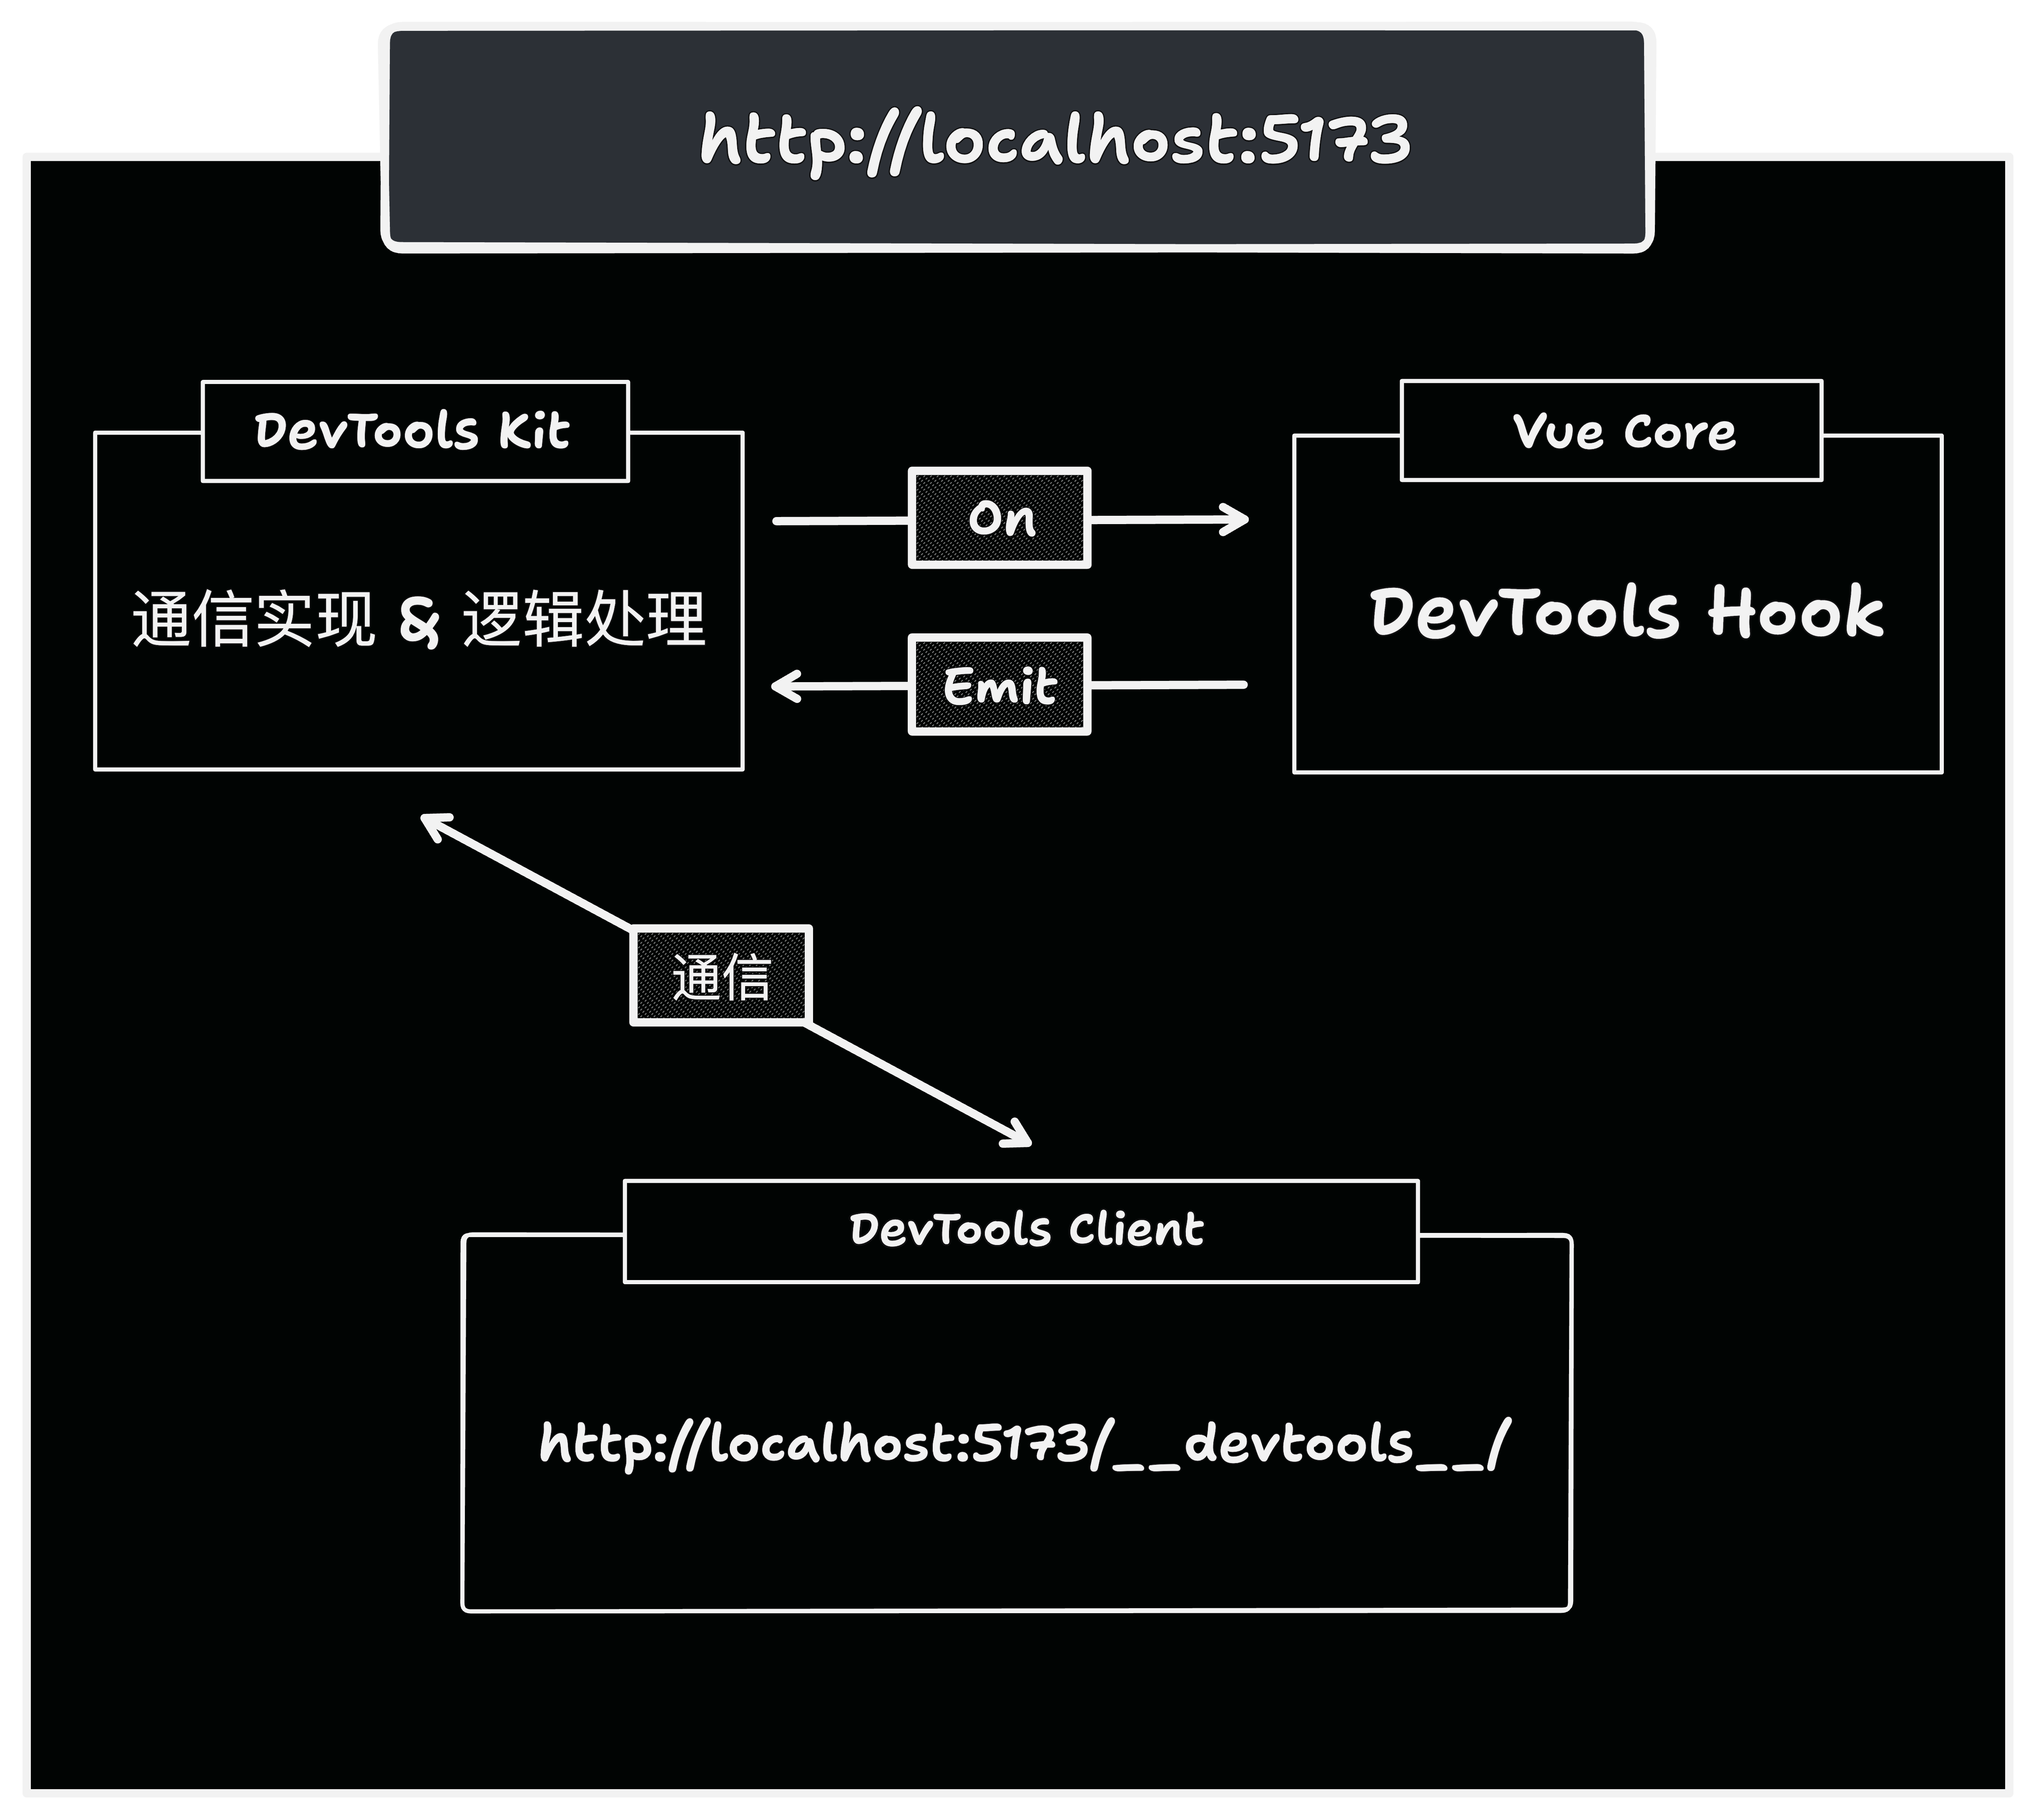 http://localhost:5173
DevTools Kit
Vue Core
On
通信实现 & 逻辑处理
DevTools Hook
Emit
通信
DevTools Client
http://localhost:5173/__devtools__/